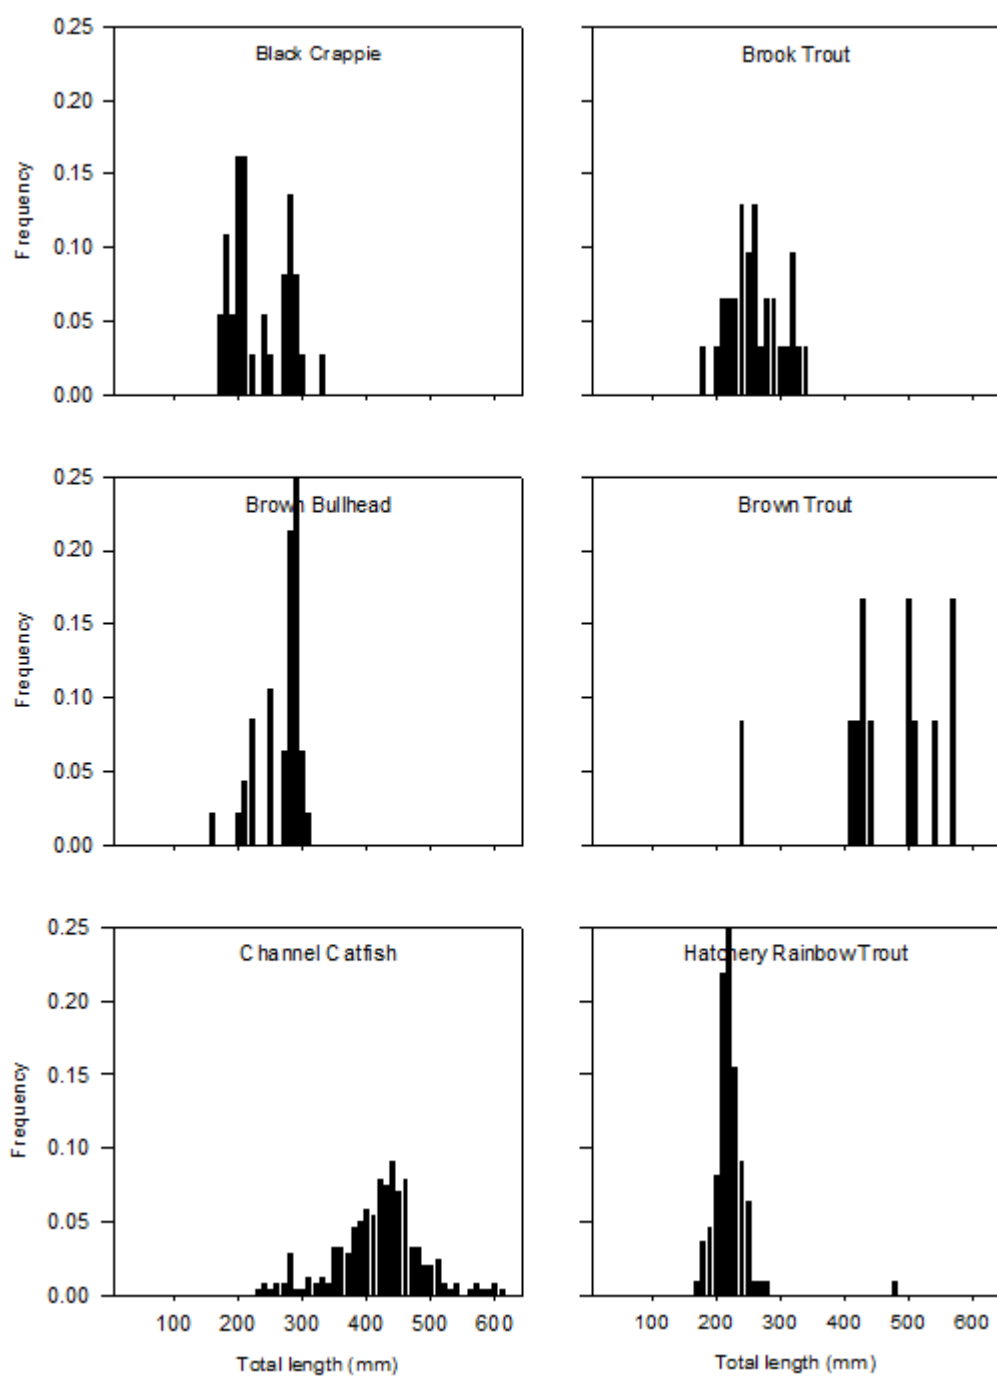 Black Crappie
Brook Trout
0.25
0.20
0.15
0.10
0.05
0.00
Frequency
Brown Bullhead
Brown Trout
0.25
0.20
0.15
0.10
0.05
0.00
Frequency
Channel Catfish
Hatchery Rainbow Trout
0.25
0.20
0.15
0.10
0.05
0.00
Frequency
100 200 300 400 500 600
100 200 300 400 500 600
Total length (mm)
Total length (mm)